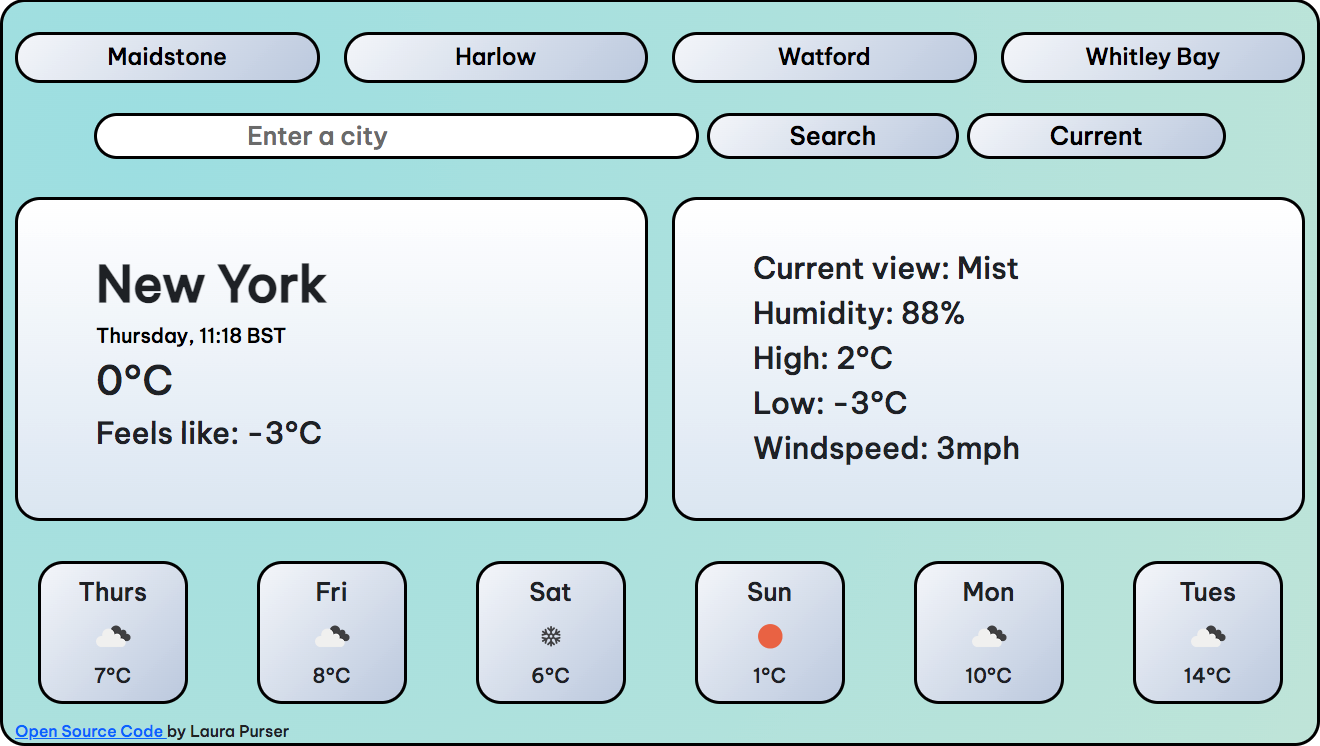 Maidstone
Harlow
Watford
Whitley Bay
Enter a city
Search
Current
New York
Thursday, 11:18 BST
0°C
Feels like: -3°C
Current view: Mist
Humidity: 88%
High: 2°C
Low: -3°C
Windspeed: 3mph
Thurs
7°C
Fri
8°C
Sat
6°C
Sun
1°C
Mon
10°C
Tues
14°C
Open Source Code by Laura Purser